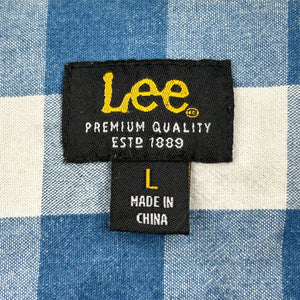 Lee®
PREMIUM QUALITY
ESTD 1889
L
MADE IN
CHINA